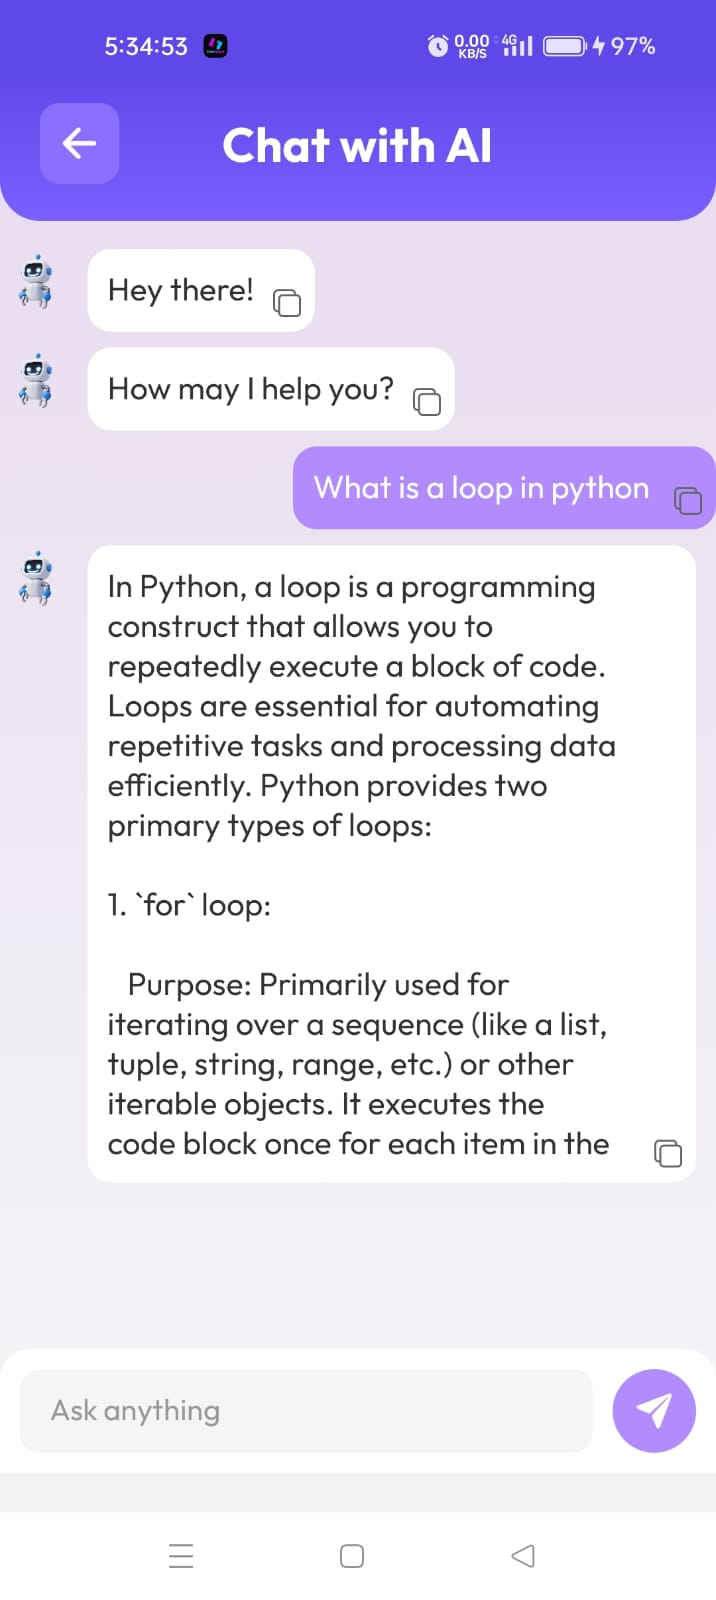 5:34:53
0.00 KB/S
4G
97%
Chat with AI
Hey there!
How may I help you?
What is a loop in python
In Python, a loop is a programming
construct that allows you to
repeatedly execute a block of code.
Loops are essential for automating
repetitive tasks and processing data
efficiently. Python provides two
primary types of loops:
1. `for` loop:
Purpose: Primarily used for
iterating over a sequence (like a list,
tuple, string, range, etc.) or other
iterable objects. It executes the
code block once for each item in the
Ask anything